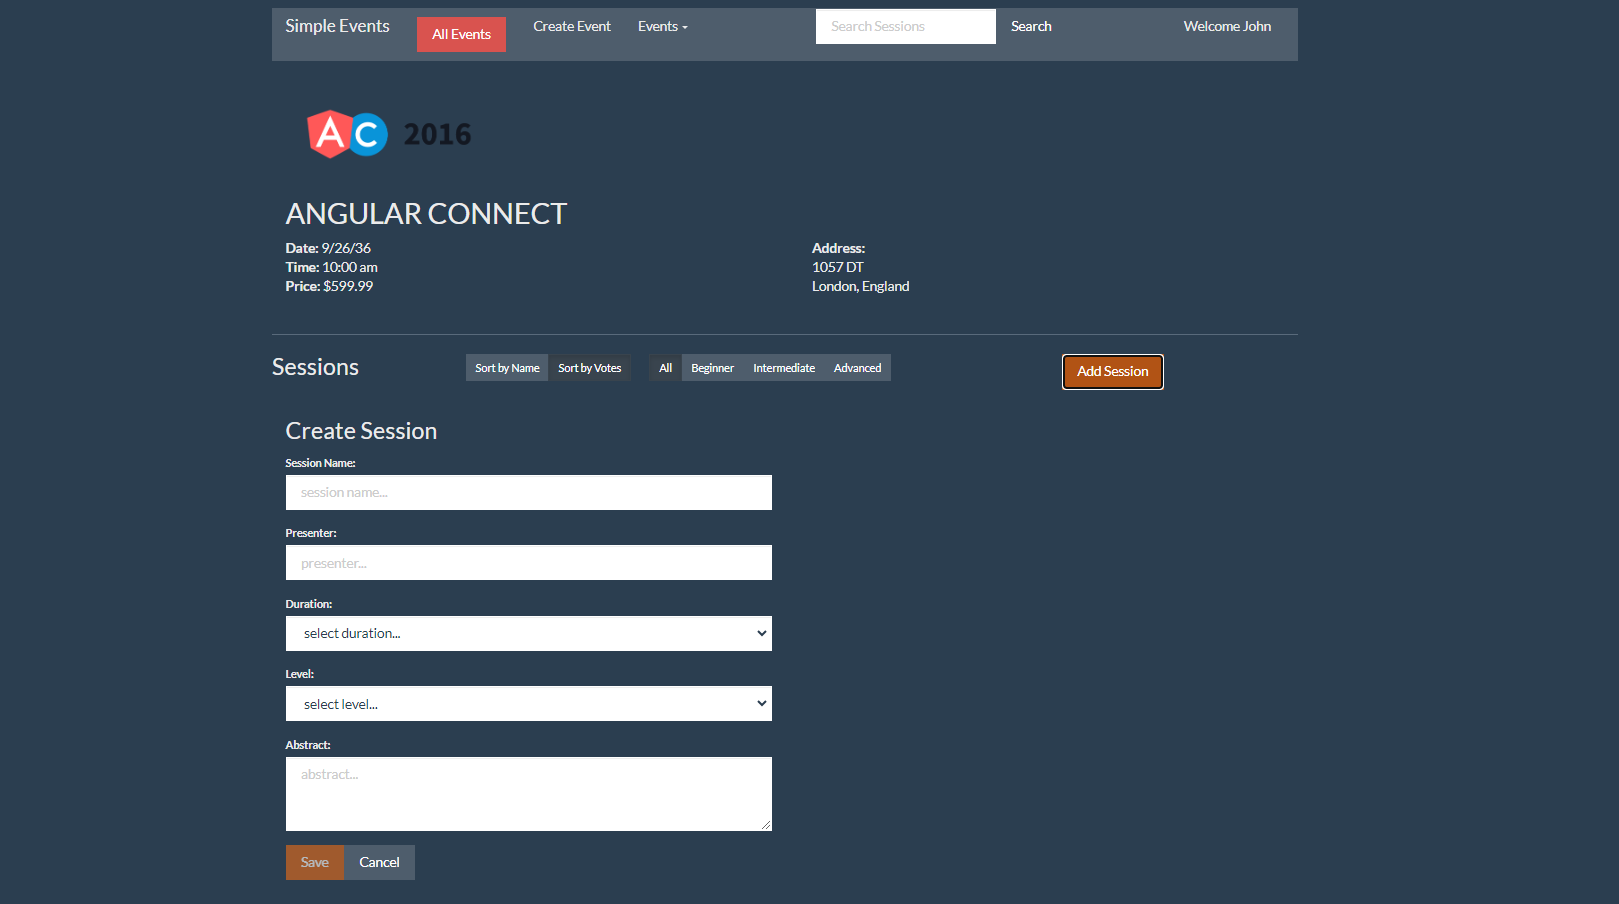 Simple Events All Events Create Event Events Search Sessions Search Welcome John
AC 2016
ANGULAR CONNECT
Date: 9/26/36
Time: 10:00 am
Price: $599.99
Address:
1057 DT
London, England
Sessions Sort by Name Sort by Votes All Beginner Intermediate Advanced Add Session
Create Session
Session Name:
session name...
Presenter:
presenter...
Duration:
select duration...
Level:
select level...
Abstract:
abstract...
Save Cancel